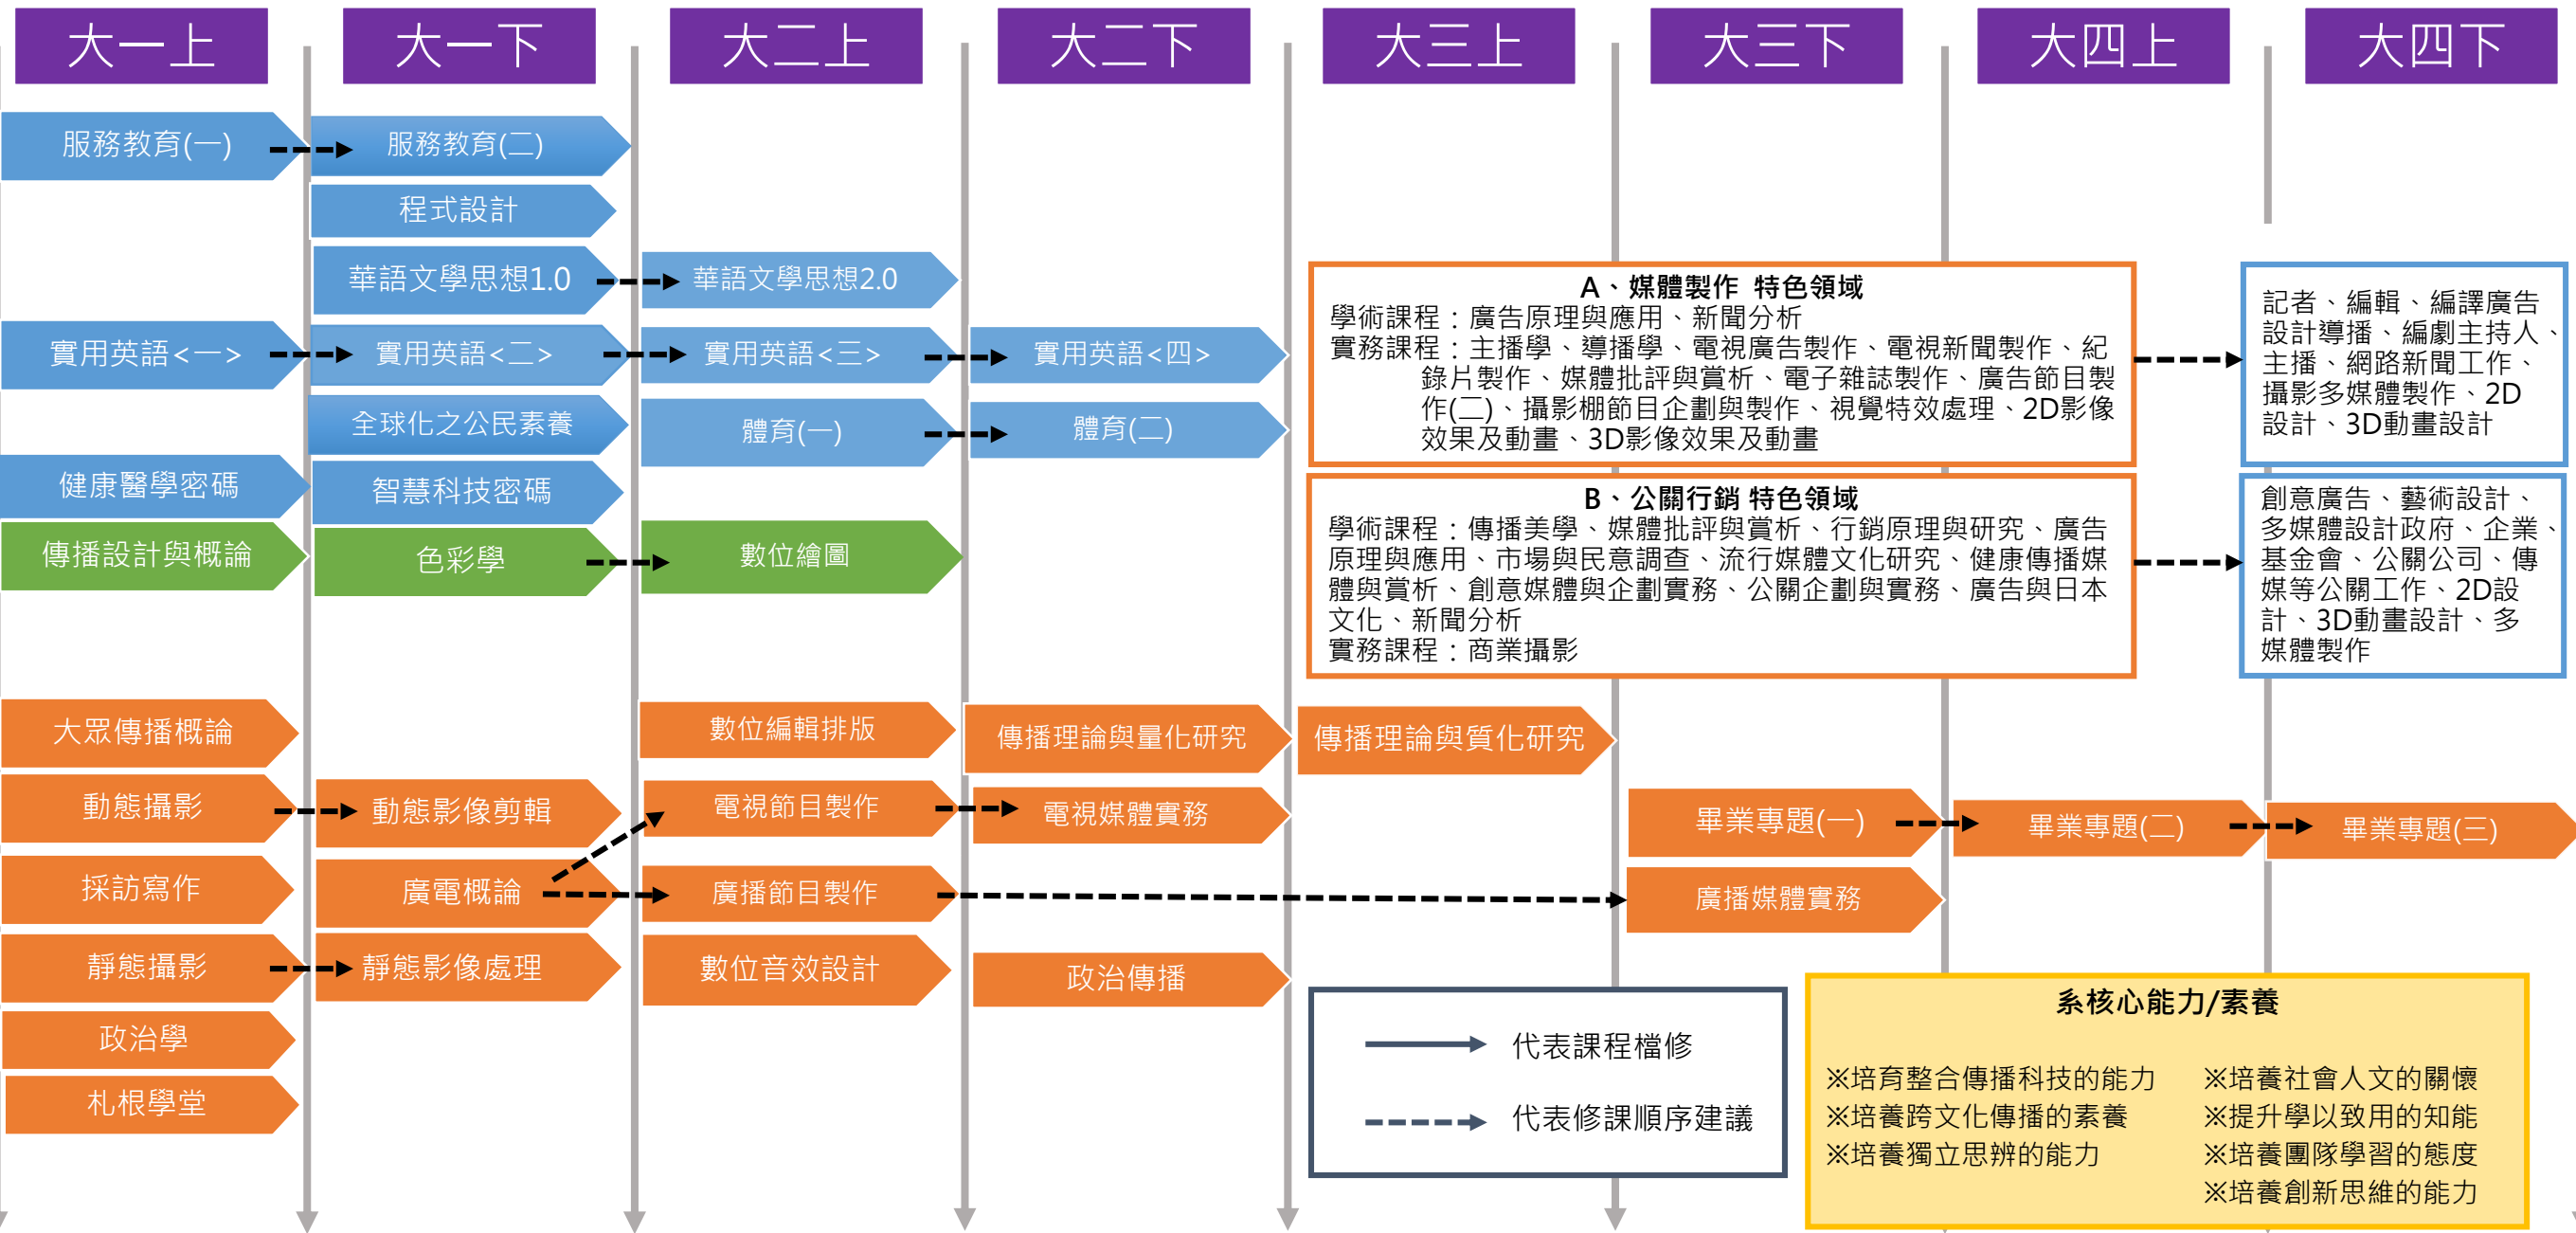 大一上
大一下
大二上
大二下
大三上
大三下
大四上
大四下
服務教育(一)
服務教育(二)
程式設計
華語文學思想1.0
華語文學思想2.0
實用英語<一>
實用英語<二>
實用英語<三>
實用英語<四>
全球化之公民素養
體育(一)
體育(二)
健康醫學密碼
智慧科技密碼
傳播設計與概論
色彩學
數位繪圖
A、媒體製作 特色領域
學術課程：廣告原理與應用、新聞分析
實務課程：主播學、導播學、電視廣告製作、電視新聞製作、紀
錄片製作、媒體批評與賞析、電子雜誌製作、廣告節目製
作(二)、攝影棚節目企劃與製作、視覺特效處理、2D影像
效果及動畫、3D影像效果及動畫
記者、編輯、編譯廣告
設計導播、編劇主持人、
主播、網路新聞工作、
攝影多媒體製作、2D
設計、3D動畫設計
B、公關行銷 特色領域
學術課程：傳播美學、媒體批評與賞析、行銷原理與研究、廣告
原理與應用、市場與民意調查、流行媒體文化研究、健康傳播媒
體與賞析、創意媒體與企劃實務、公關企劃與實務、廣告與日本
文化、新聞分析
實務課程：商業攝影
創意廣告、藝術設計、
多媒體設計政府、企業、
基金會、公關公司、傳
媒等公關工作、2D設
計、3D動畫設計、多
媒體製作
大眾傳播概論
數位編輯排版
傳播理論與量化研究
傳播理論與質化研究
動態攝影
動態影像剪輯
電視節目製作
電視媒體實務
畢業專題(一)
畢業專題(二)
畢業專題(三)
採訪寫作
廣電概論
廣播節目製作
廣播媒體實務
靜態攝影
靜態影像處理
數位音效設計
政治傳播
政治學
札根學堂
代表課程檔修
代表修課順序建議
系核心能力/素養
※培育整合傳播科技的能力
※培養跨文化傳播的素養
※培養獨立思辨的能力
※培養社會人文的關懷
※提升學以致用的知能
※培養團隊學習的態度
※培養創新思維的能力